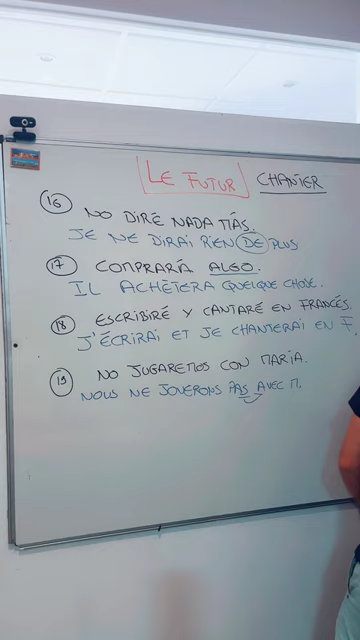 LE FUTUR CHANTER
16 NO DIRÉ NADA MÁS.
JE NE DIRAI RIEN DE PLUS
17 COMPRARÁ ALGO.
IL ACHÈTERA QUELQUE CHOSE.
18 ESCRIBIRÉ Y CANTARÉ EN FRANCÉS.
J'ÉCRIRAI ET JE CHANTERAI EN F.
19 NO JUGAREMOS CON MARIA.
NOUS NE JOUERONS PAS AVEC M.